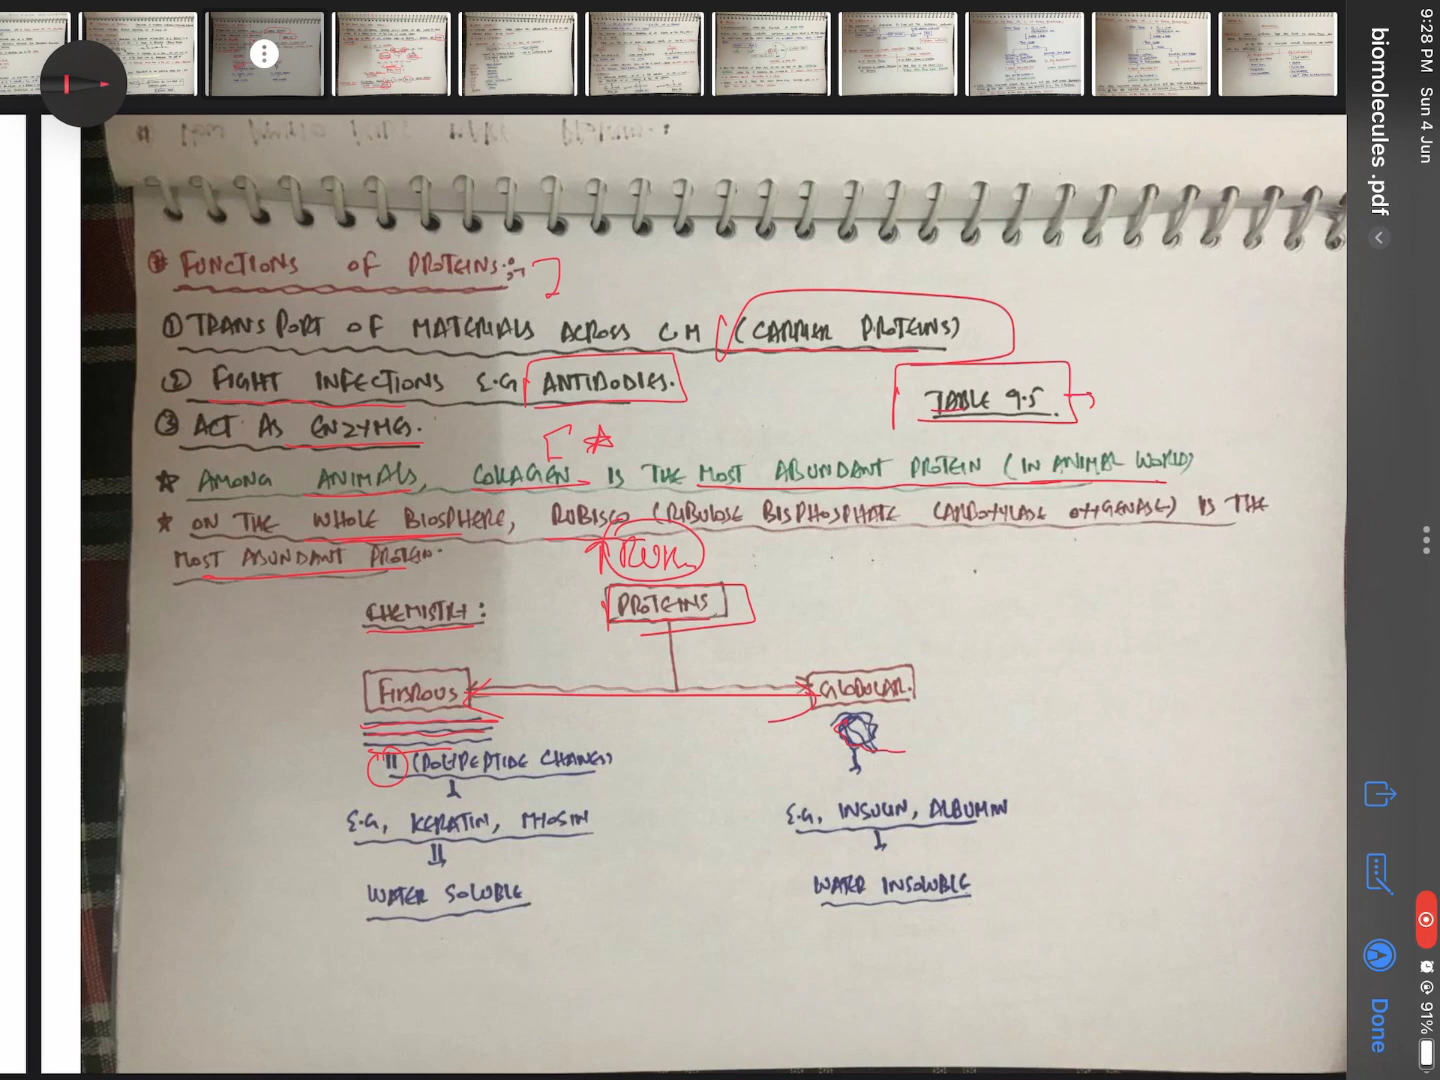 9:28 PM Sun 4 Jun
biomolecules .pdf
FUNCTIONS OF PROTEINS:-
① TRANSPORT OF MATERIALS ACROSS C.M (CARRIER PROTEINS)
② FIGHT INFECTIONS E.G ANTIBODIES.
TABLE 9.5.
③ ACT AS ENZYMES.
★ AMONG ANIMALS, COLLAGEN IS THE MOST ABUNDANT PROTEIN (IN ANIMAL WORLD)
★ ON THE WHOLE BIOSPHERE, RUBISCO (RIBULOSE BISPHOSPHATE CARBOXYLASE OXYGENASE) IS THE
MOST ABUNDANT PROTEIN.
CHEMISTRY:
PROTEINS
FIBROUS
GLOBULAR.
(POLYPEPTIDE CHAINES)
E.G, KERATIN, MYOSIN
E.G, INSULIN, ALBUMIN
WATER SOLUBLE
WATER INSOLUBLE
91%
Done